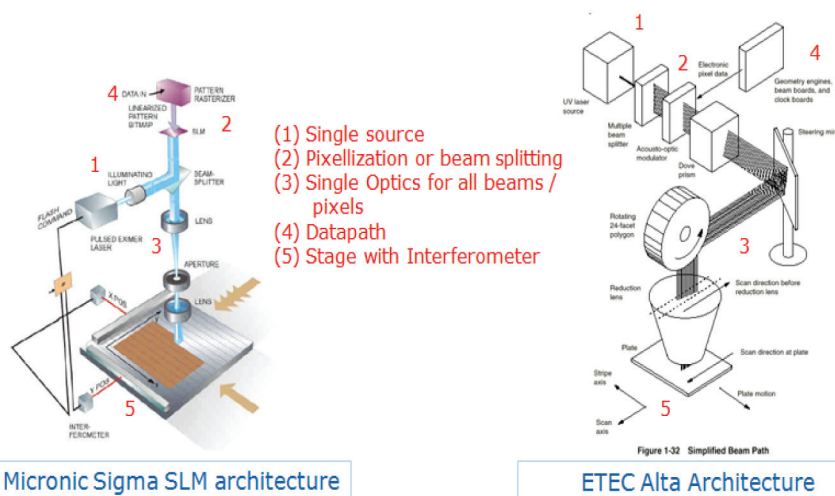 4 DATA IN
PATTERN
RASTERIZER
LINEARIZED
PATTERN
BITMAP
SLM
2
1
ILLUMINATING
LIGHT
BEAM-
SPLITTER
FLASH
COMMAND
PULSED EXIMER
LASER
LENS
3
APERTURE
LENS
X POS
Y POS
5
INTER-
FEROMETER
Micronic Sigma SLM architecture
(1) Single source
(2) Pixellization or beam splitting
(3) Single Optics for all beams /
pixels
(4) Datapath
(5) Stage with Interferometer
1
2
Electronic
pixel data
4
Geometry engines,
beam boards, and
clock boards
UV laser
source
Multiple
beam
splitter
Acousto-optic
modulator
Dove
prism
Steering
Rotating
24-facet
polygon
3
Reduction
lens
Scan direction before
reduction lens
Plate
Scan direction at plate
Stripe
axis
5
Plate motion
Scan
axis
Figure 1-32 Simplified Beam Path
ETEC Alta Architecture